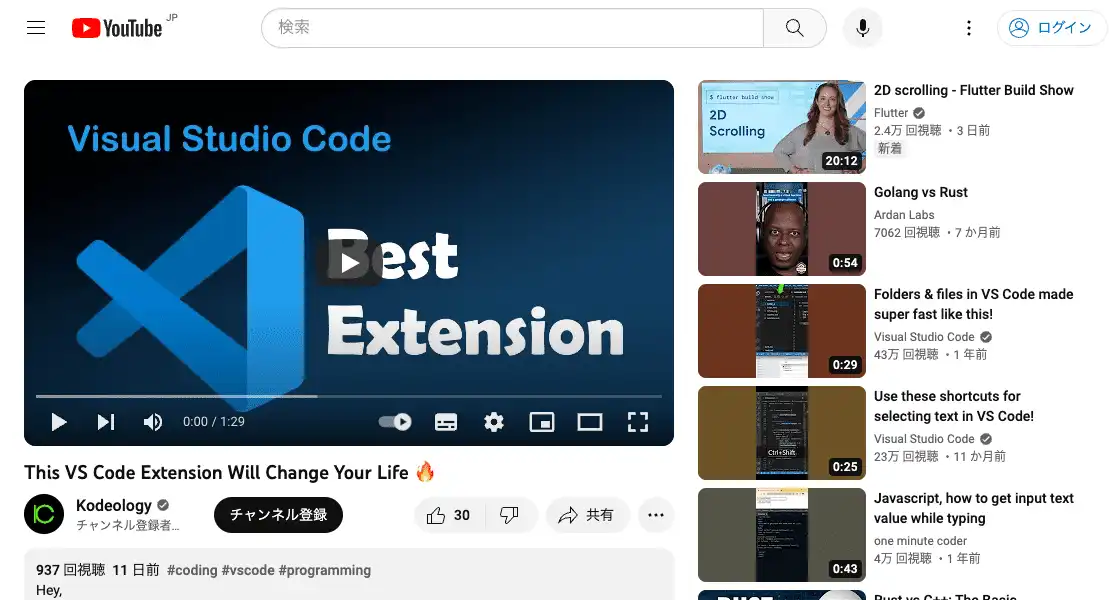 YouTube JP
検索
ログイン
Visual Studio Code
Best
Extension
0:00 / 1:29
This VS Code Extension Will Change Your Life 🔥
Kodeology
チャンネル登録者...
チャンネル登録
30
共有
937 回視聴 11 日前 #coding #vscode #programming
Hey,
$ flutter build show
2D
Scrolling
20:12
2D scrolling - Flutter Build Show
Flutter
2.4万 回視聴 ・3 日前
新着
0:54
Golang vs Rust
Ardan Labs
7062 回視聴 ・7 か月前
0:29
Folders & files in VS Code made
super fast like this!
Visual Studio Code
43万 回視聴 ・1 年前
Ctrl+Shift
0:25
Use these shortcuts for
selecting text in VS Code!
Visual Studio Code
23万 回視聴 ・11 か月前
0:43
Javascript, how to get input text
value while typing
one minute coder
4万 回視聴 ・1 年前
Rust vs C++: The Basic